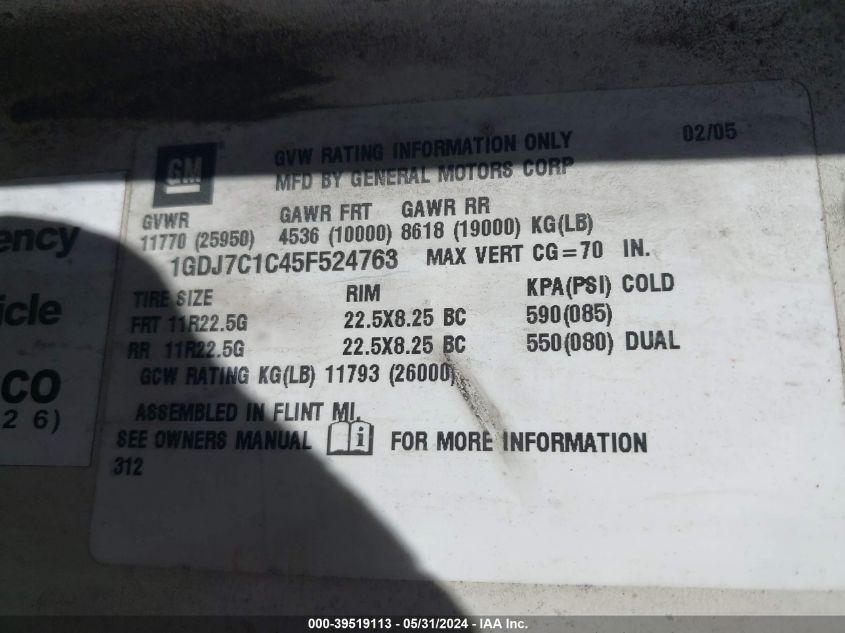 GM
GVW RATING INFORMATION ONLY
02/05
MFD BY GENERAL MOTORS CORP
GVWR GAWR FRT GAWR RR
11770 (25950) 4536 (10000) 8618 (19000) KG(LB)
1GDJ7C1C45F524763 MAX VERT CG=70 IN.
TIRE SIZE RIM KPA(PSI) COLD
FRT 11R22.5G 22.5X8.25 BC 590(085)
RR 11R22.5G 22.5X8.25 BC 550(080) DUAL
GCW RATING KG(LB) 11793 (26000)
ASSEMBLED IN FLINT MI.
SEE OWNERS MANUAL i FOR MORE INFORMATION
312
ency
icle
CO
26)
000-39519113 - 05/31/2024 - IAA Inc.